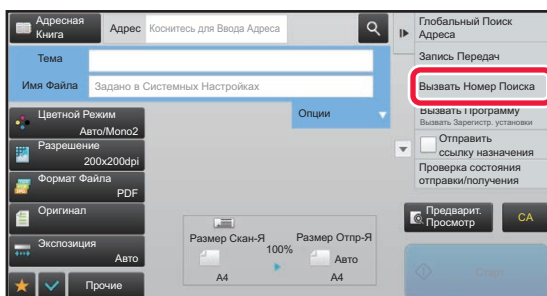 Адресная
Книга
Адрес
Коснитесь для Ввода Адреса
Тема
Имя Файла
Задано в Системных Настройках
Опции
Цветной Режим
Авто/Mono2
Разрешение
200x200dpi
Формат Файла
PDF
Оригинал
Экспозиция
Авто
Прочие
Размер Скан-Я
100%
Размер Отпр-Я
A4
Авто
A4
Глобальный Поиск
Адреса
Запись Передач
Вызвать Номер Поиска
Вызвать Программу
Вызвать Зарегистр. установки
Отправить
ссылку назначения
Проверка состояния
отправки/получения
Предварит.
Просмотр
CA
Старт